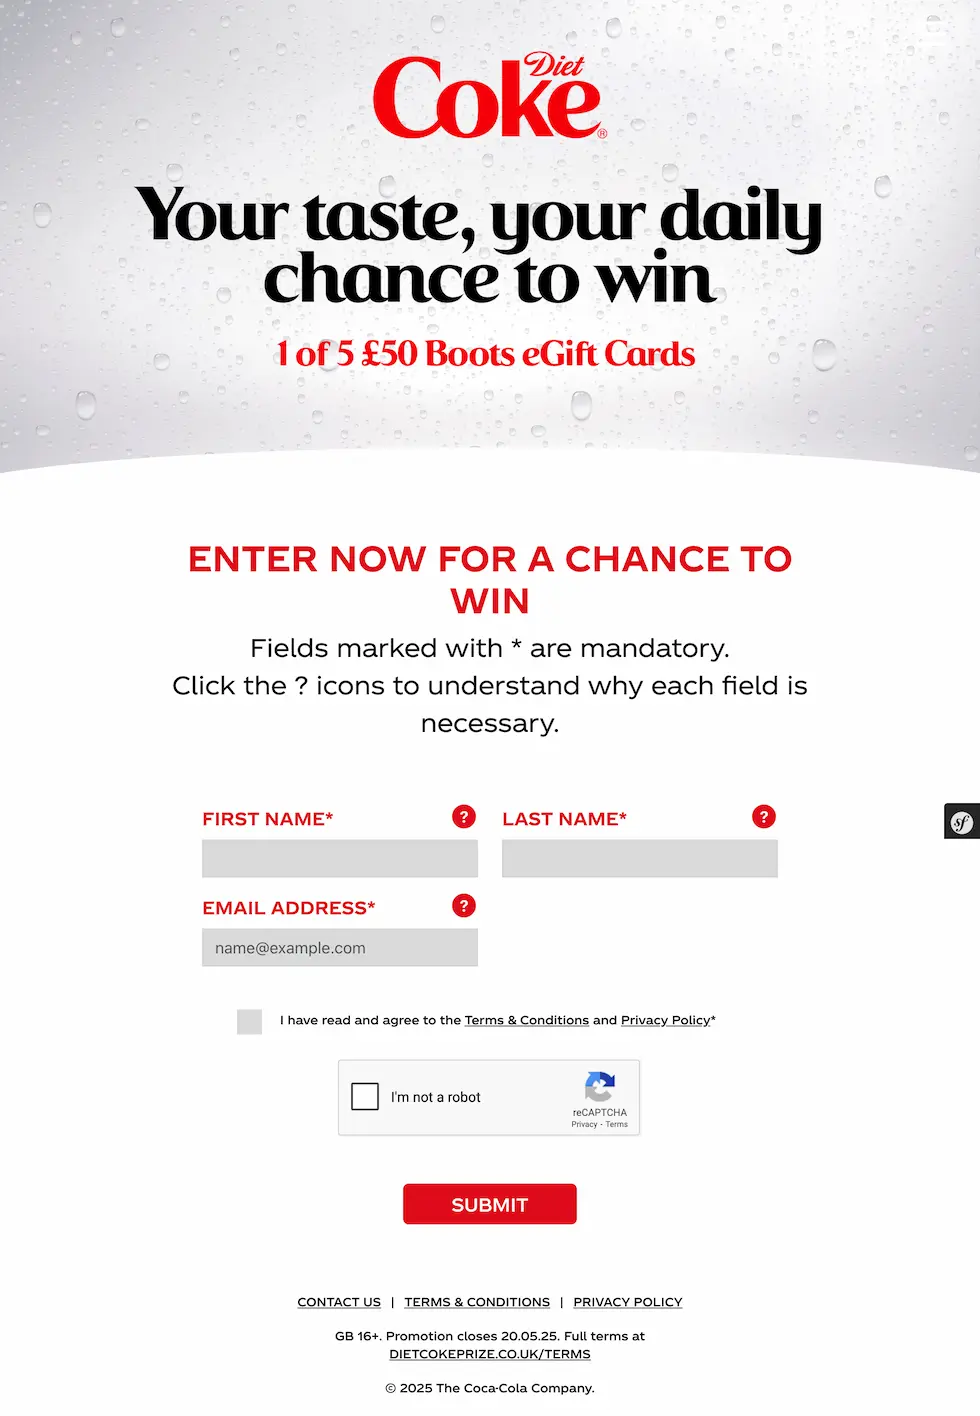 Diet
Coke®
Your taste, your daily
chance to win
1 of 5 £50 Boots eGift Cards
ENTER NOW FOR A CHANCE TO
WIN
Fields marked with * are mandatory.
Click the ? icons to understand why each field is
necessary.
FIRST NAME* ? LAST NAME* ?
sf
EMAIL ADDRESS* ?
name@example.com
I have read and agree to the Terms & Conditions and Privacy Policy*
I'm not a robot
reCAPTCHA
Privacy - Terms
SUBMIT
CONTACT US | TERMS & CONDITIONS | PRIVACY POLICY
GB 16+. Promotion closes 20.05.25. Full terms at
DIETCOKEPRIZE.CO.UK/TERMS
© 2025 The Coca-Cola Company.